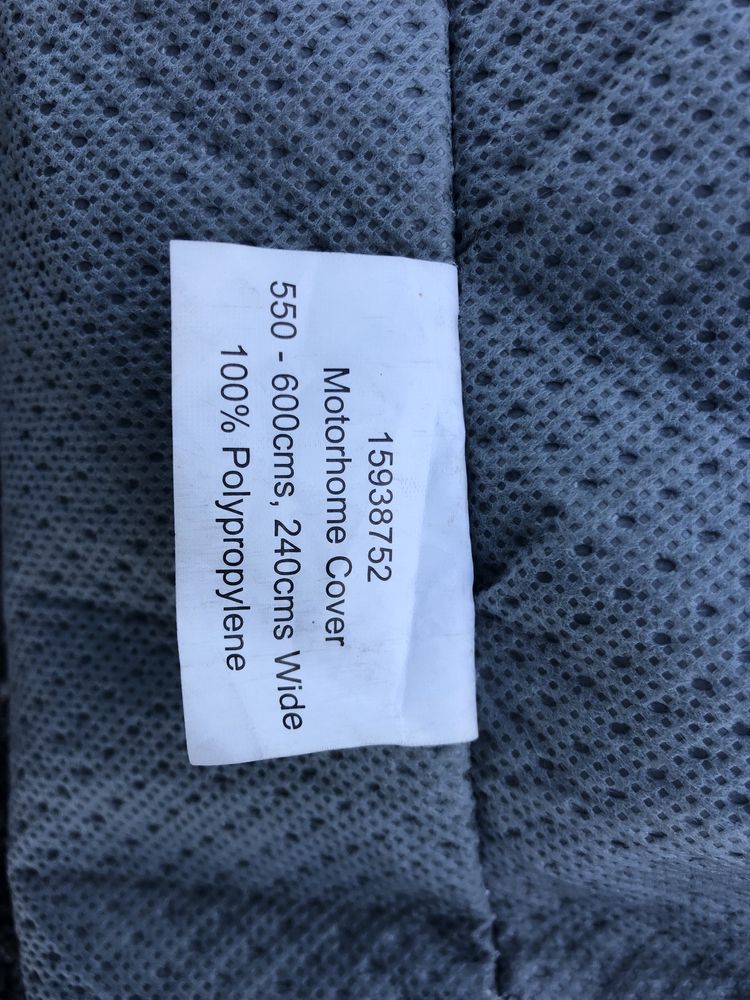 15938752
Motorhome Cover
550 - 600cms, 240cms Wide
100% Polypropylene